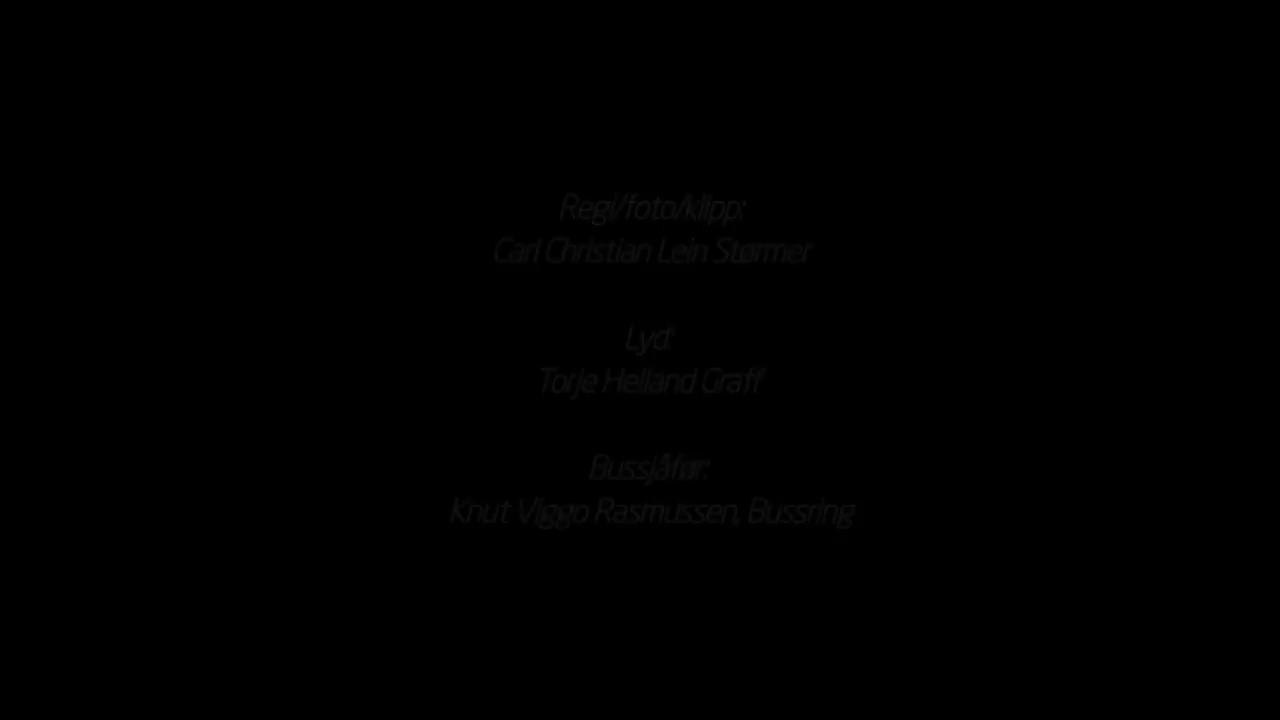 Regi/foto/klipp:
Carl Christian Lein Størmer
Lyd:
Torje Helland Graff
Bussjåfør:
Knut Viggo Rasmussen, Bussring